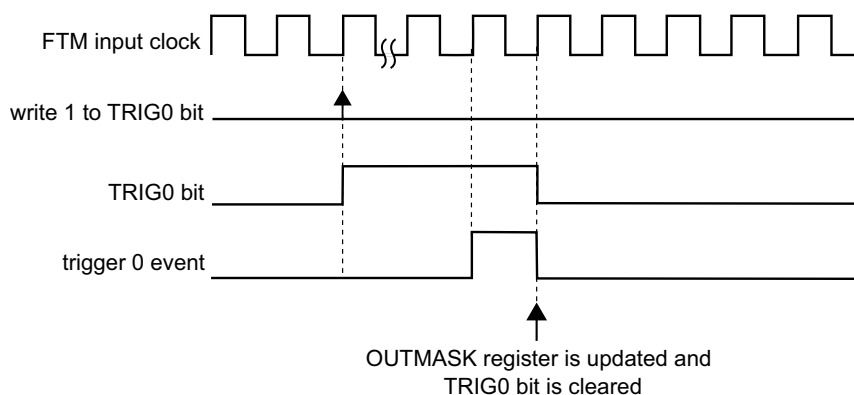 FTM input clock
write 1 to TRIG0 bit
TRIG0 bit
trigger 0 event
OUTMASK register is updated and
TRIG0 bit is cleared